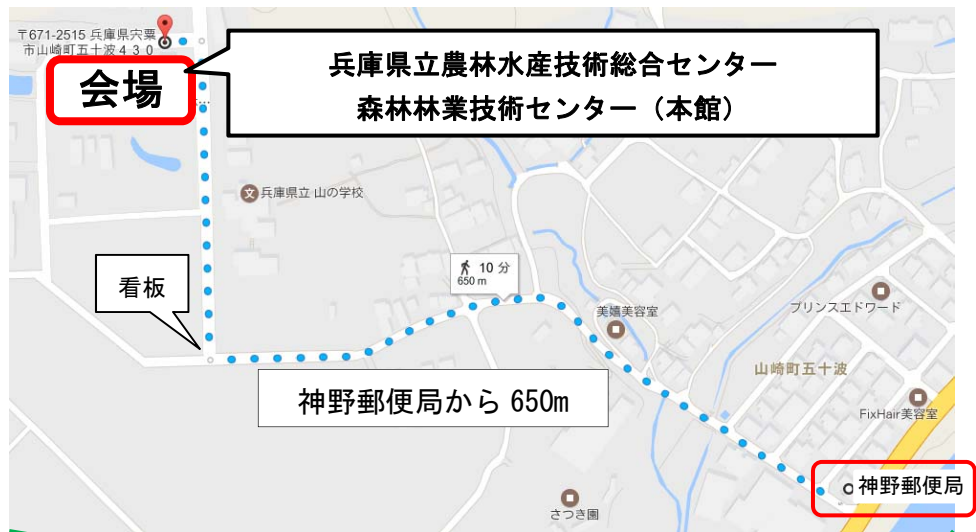 〒671-2515 兵庫県宍粟
市山崎町五十波４３０
会場
兵庫県立農林水産技術総合センター
森林林業技術センター（本館）
兵庫県立 山の学校
看板
10 分
650 m
美嬉美容室
プリンスエドワード
山崎町五十波
神野郵便局から 650m
FixHair美容室
神野郵便局
さつき園